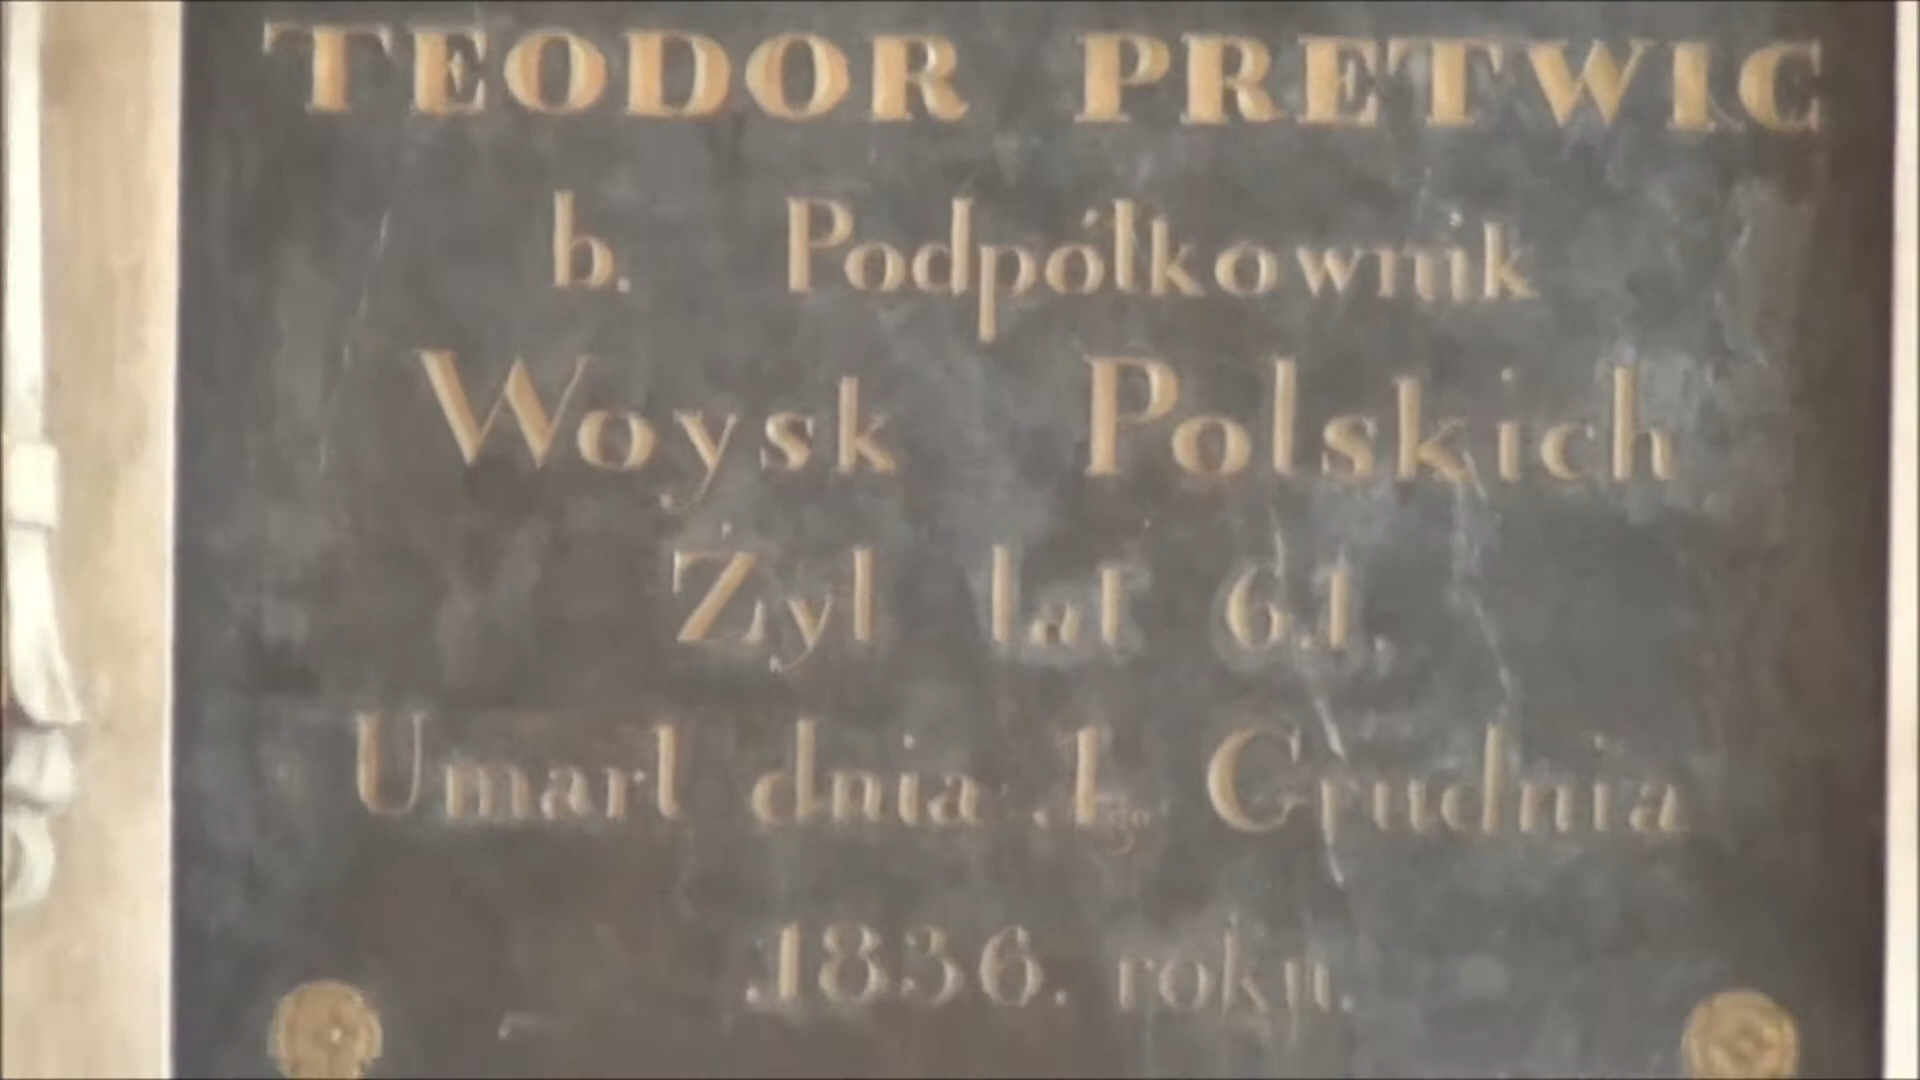 TEODOR PRETWIC
b. Podpółkownik
Woysk Polskich
Żył lat 61.
Umarł dnia 1go Grudnia
1836. roku.